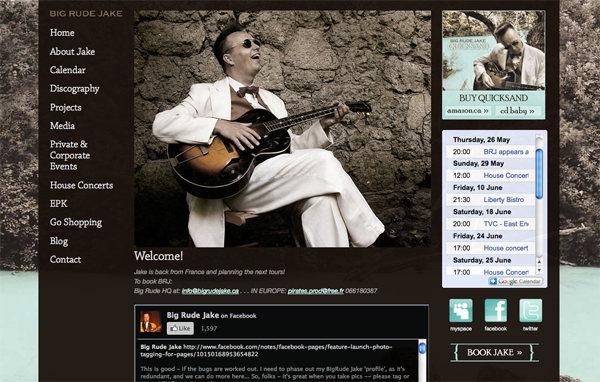 BIG RUDE JAKE
Home
About Jake
Calendar
Discography
Projects
Media
Private &
Corporate
Events
House Concerts
EPK
Go Shopping
Blog
Contact
Welcome!
Jake is back from France and planning the next tours!
To book BRJ:
Big Rude HQ at: info@bigrudejake.ca . . . IN EUROPE: pirates.prod@free.fr 066180387
Big Rude Jake on Facebook
Like 1,597
Big Rude Jake http://www.facebook.com/notes/facebook-pages/feature-launch-photo-
tagging-for-pages/10150168953654822
This is good - if the bugs are worked out. I need to phase out my BigRude Jake 'profile', as it's
redundant, and we can do more here... So, folks - it's great when you take pics -- please tag or
BIG RUDE JAKE
QUICKSAND
BUY QUICKSAND
amazon.ca »
cd baby »
Thursday, 26 May
20:00 BRJ appears a
Sunday, 29 May
12:00 House Concert
Friday, 10 June
21:30 Liberty Bistro
Saturday, 18 June
20:00 TVC - East End
Friday, 24 June
17:00 House concert
Saturday, 25 June
17:00 House Concert
Google Calendar
myspace
facebook
twitter
BOOK JAKE »